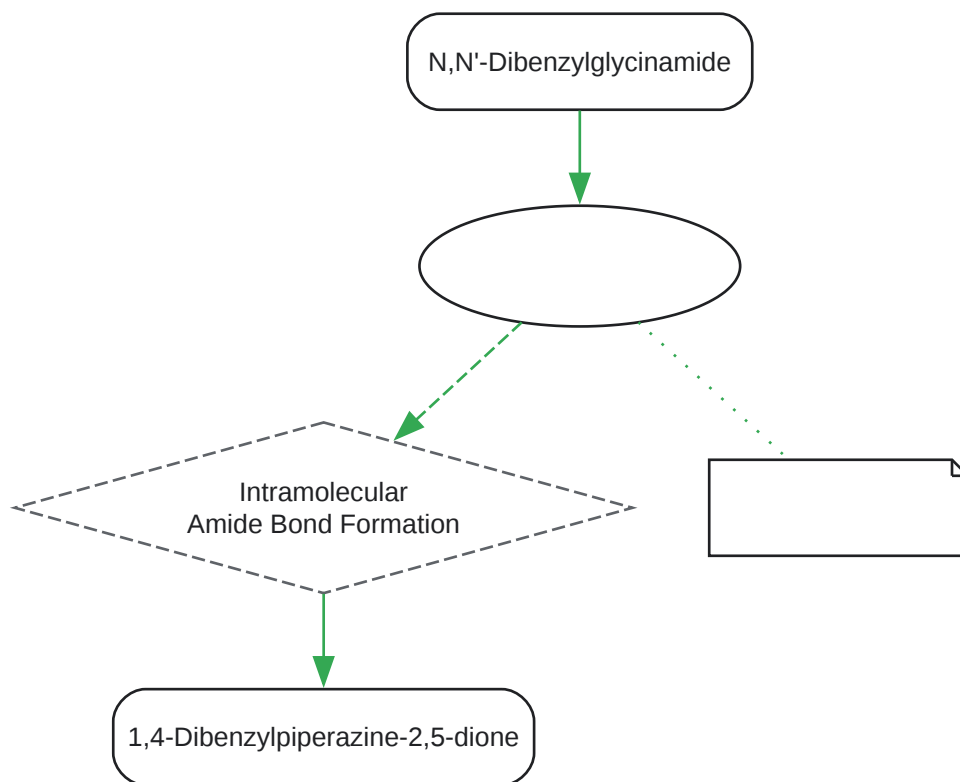 N,N'-Dibenzylglycinamide
Intramolecular
Amide Bond Formation
1,4-Dibenzylpiperazine-2,5-dione